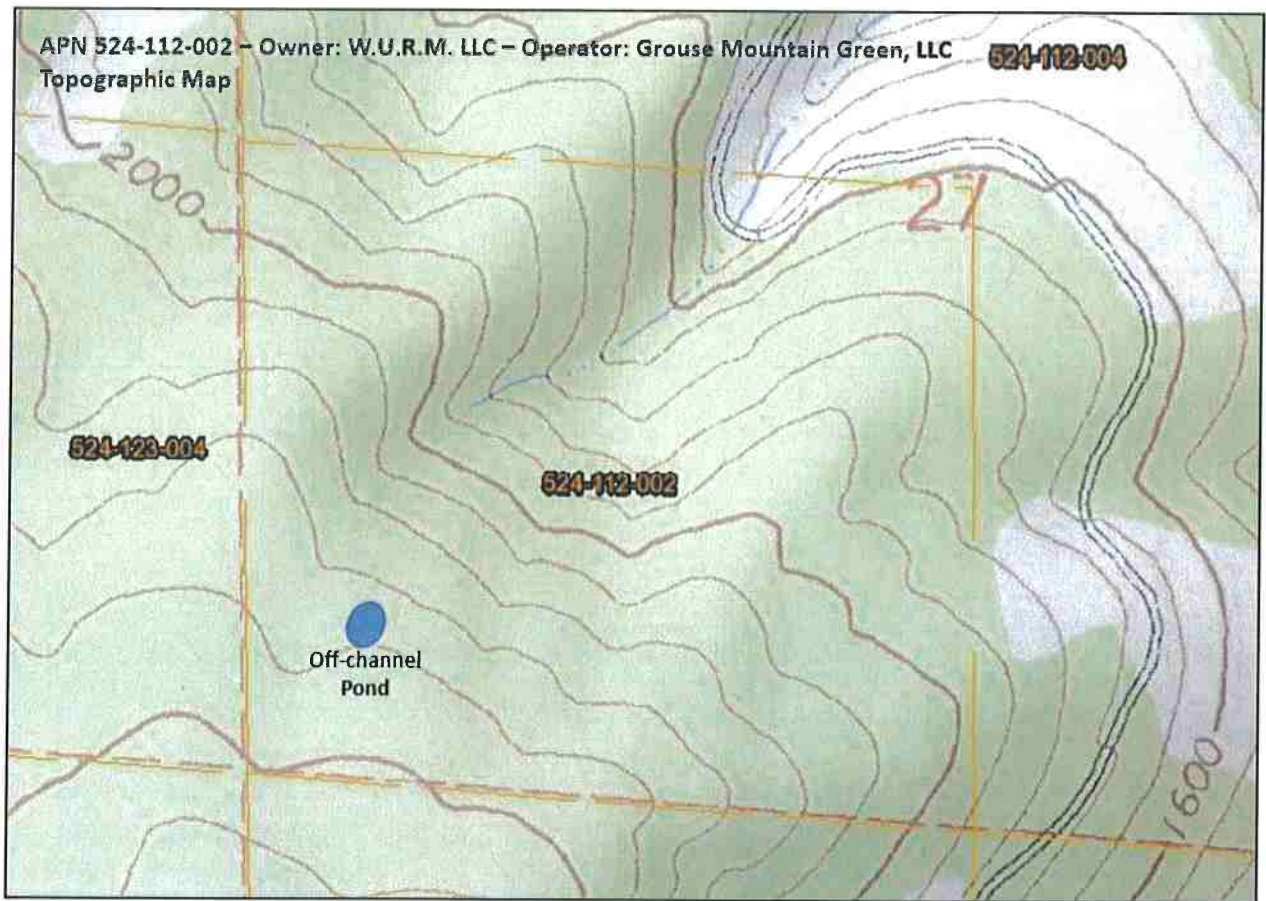 APN 524-112-002 – Owner: W.U.R.M. LLC – Operator: Grouse Mountain Green, LLC
Topographic Map
524-112-004
2000
27
524-123-004
524-112-002
Off-channel
Pond
1600